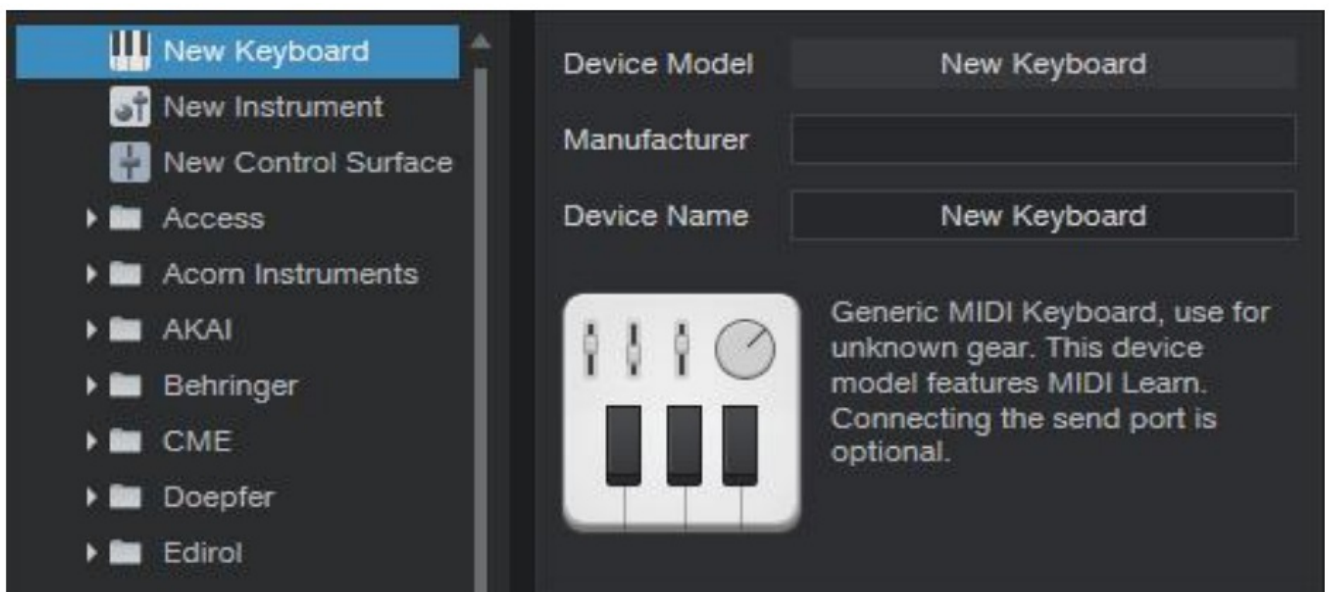 New Keyboard
New Instrument
New Control Surface
Access
Acorn Instruments
AKAI
Behringer
CME
Doepfer
Edirol
Device Model New Keyboard
Manufacturer
Device Name New Keyboard
Generic MIDI Keyboard, use for
unknown gear. This device
model features MIDI Learn.
Connecting the send port is
optional.